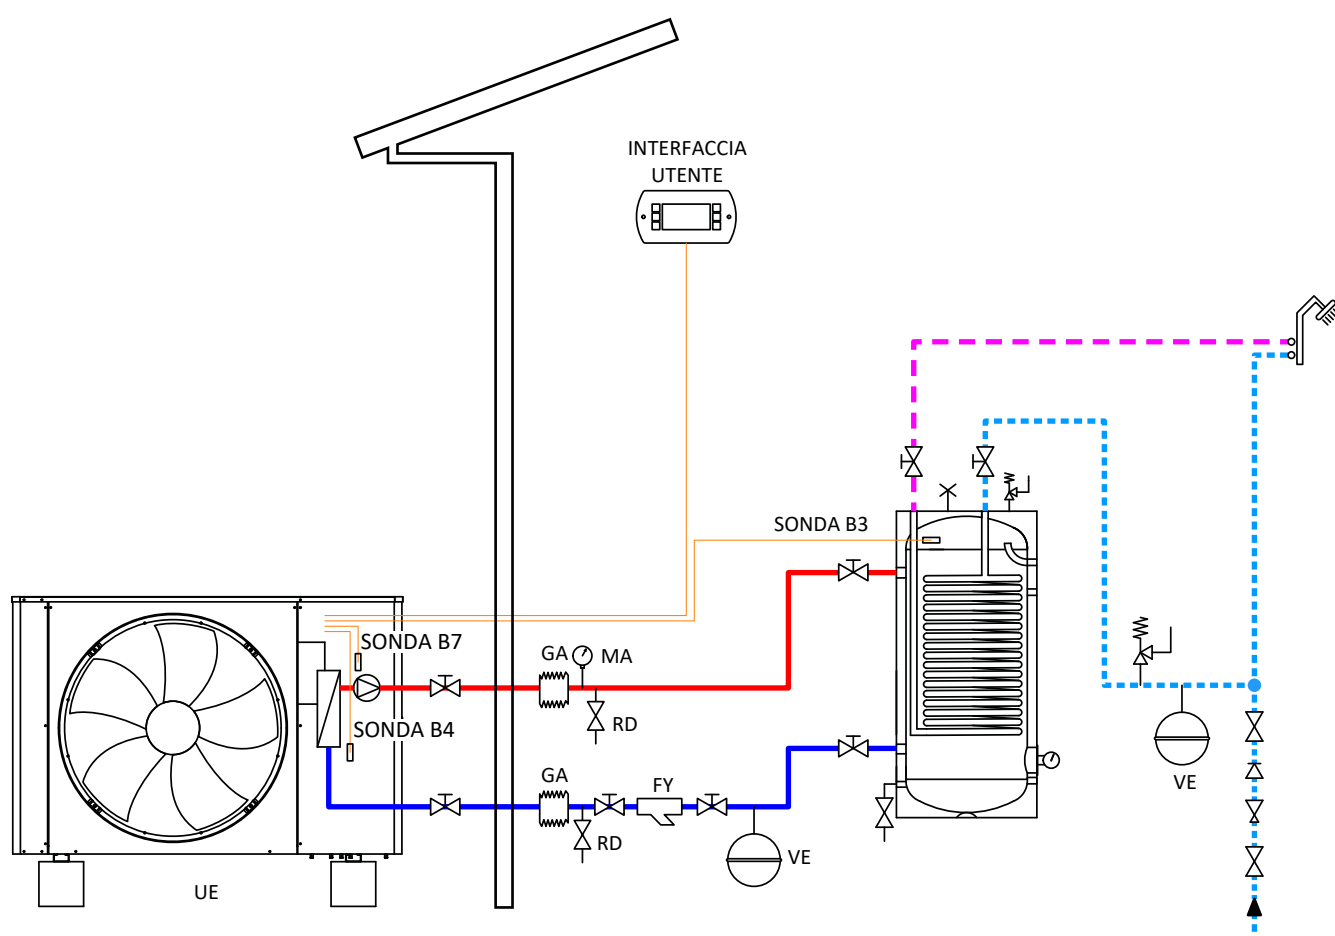 INTERFACCIA
UTENTE
SONDA B3
SONDA B7
GA
MA
SONDA B4
RD
GA
FY
RD
VE
VE
UE